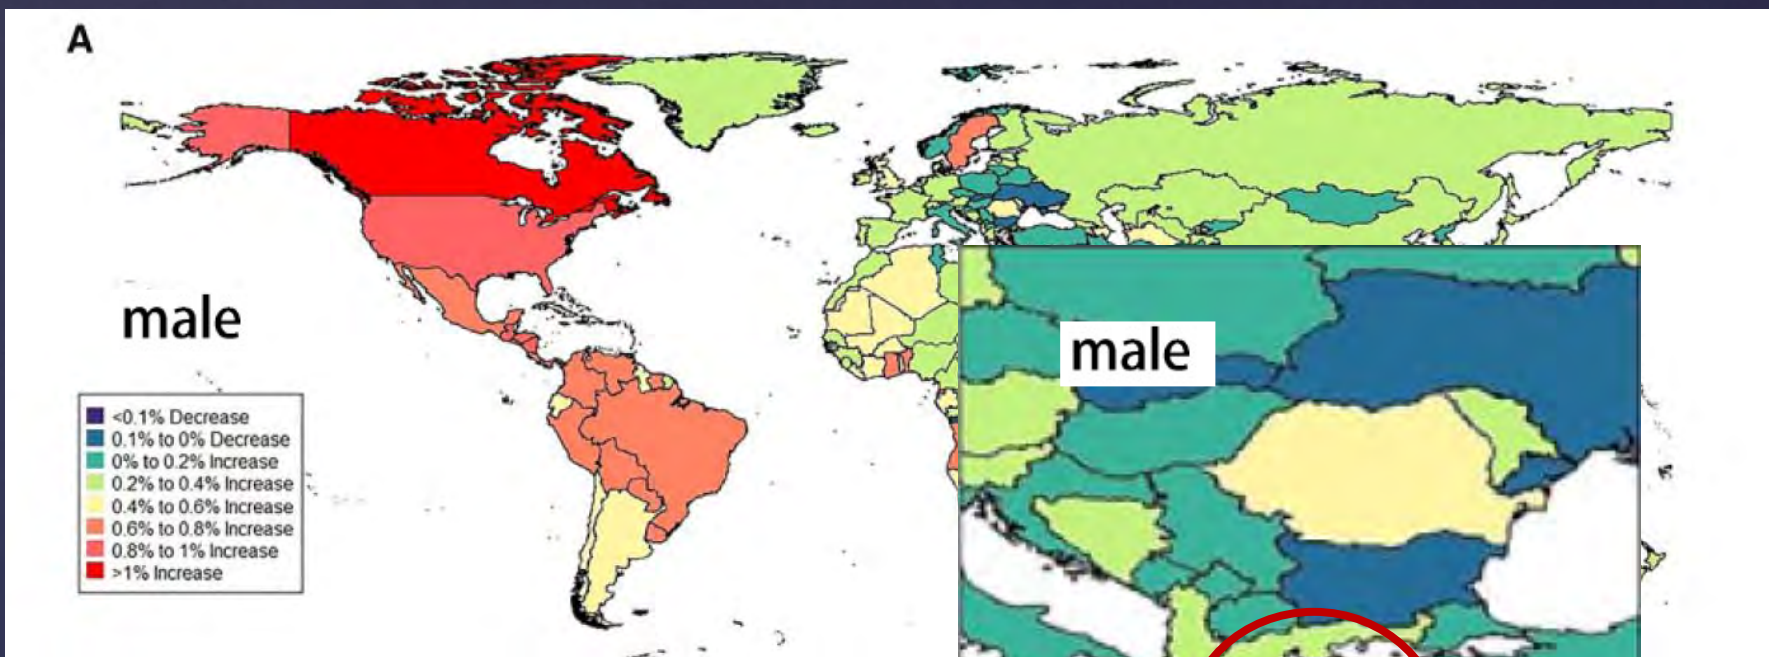 A
male
<0.1% Decrease
0.1% to 0% Decrease
0% to 0.2% Increase
0.2% to 0.4% Increase
0.4% to 0.6% Increase
0.6% to 0.8% Increase
0.8% to 1% Increase
>1% Increase
male